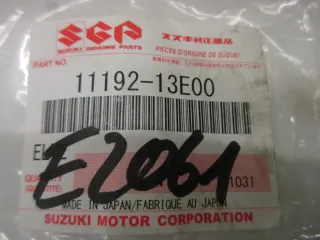 SGP スズキ純正部品
SUZUKI GENUINE PARTS PIÈCES D'ORIGINE DE SUZUKI
PART NO.
11192-13E00
E2061
1031
MADE IN JAPAN/FABRIQUE AU JAPON
SUZUKI MOTOR CORPORATION